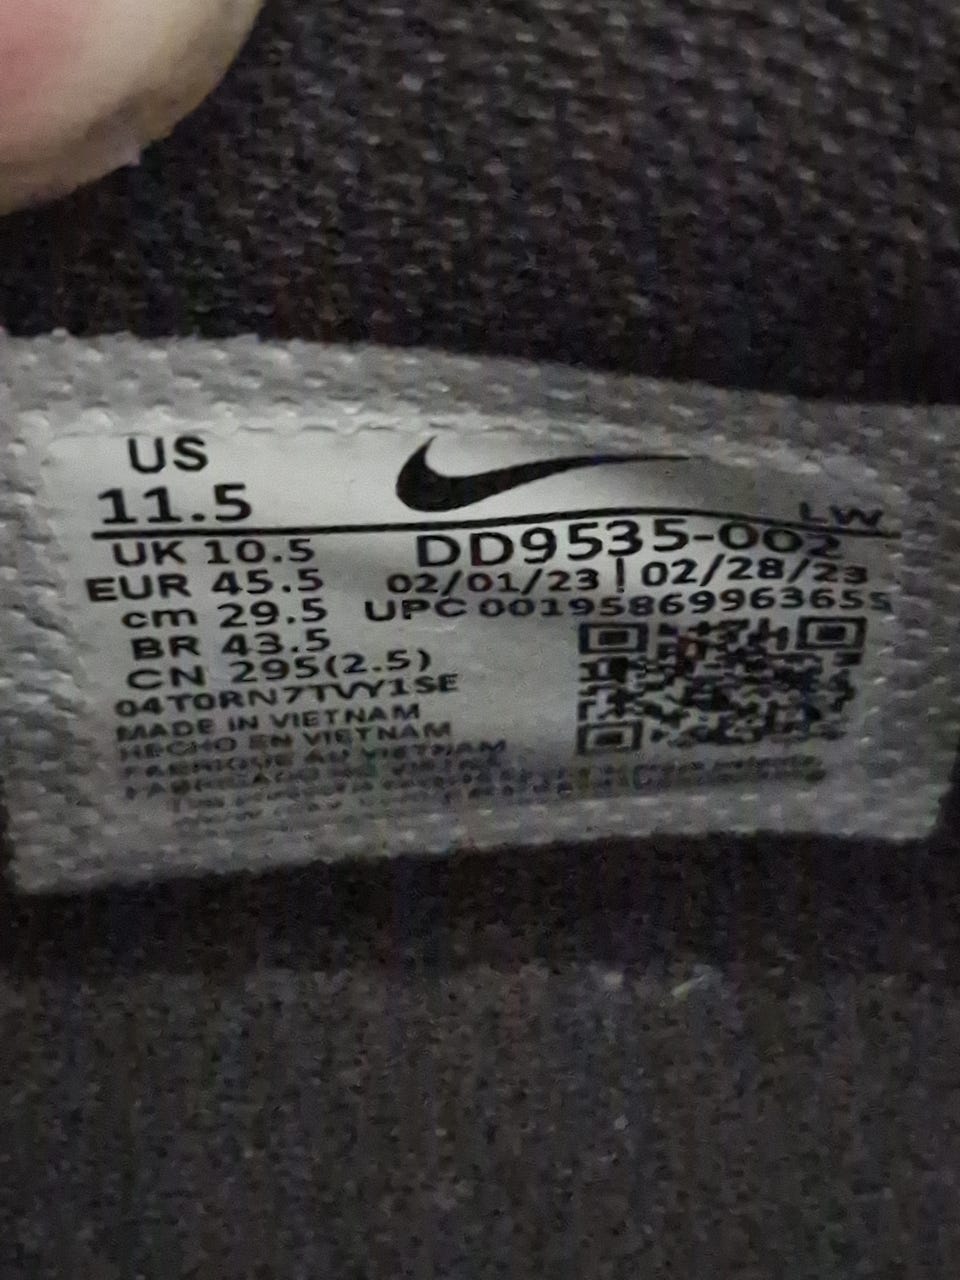 US
11.5
LW
UK 10.5
DD9535-002
EUR 45.5
02/01/23 | 02/28/23
cm 29.5
UPC 00195869963655
BR 43.5
CN 295(2.5)
04T0RN7TVY1SE
MADE IN VIETNAM
HECHO EN VIETNAM
FABRIQUE AU VIETNAM
FABRICADO